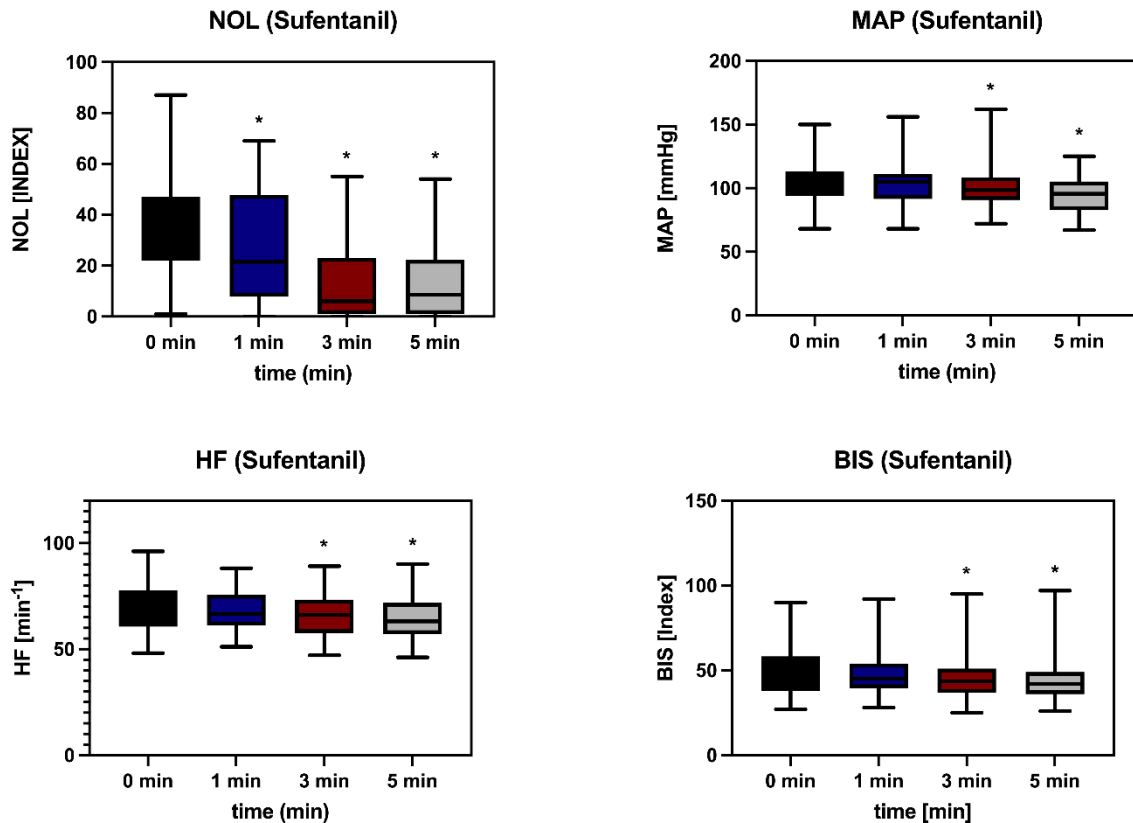 NOL (Sufentanil)
NOL [INDEX]
100
80
60
40
20
0
*
*
*
0 min 1 min 3 min 5 min
time (min)
MAP (Sufentanil)
MAP [mmHg]
200
150
100
50
0
*
*
0 min 1 min 3 min 5 min
time (min)
HF (Sufentanil)
HF [min⁻¹]
100
50
0
*
*
0 min 1 min 3 min 5 min
time (min)
BIS (Sufentanil)
BIS [Index]
150
100
50
0
*
*
0 min 1 min 3 min 5 min
time [min]